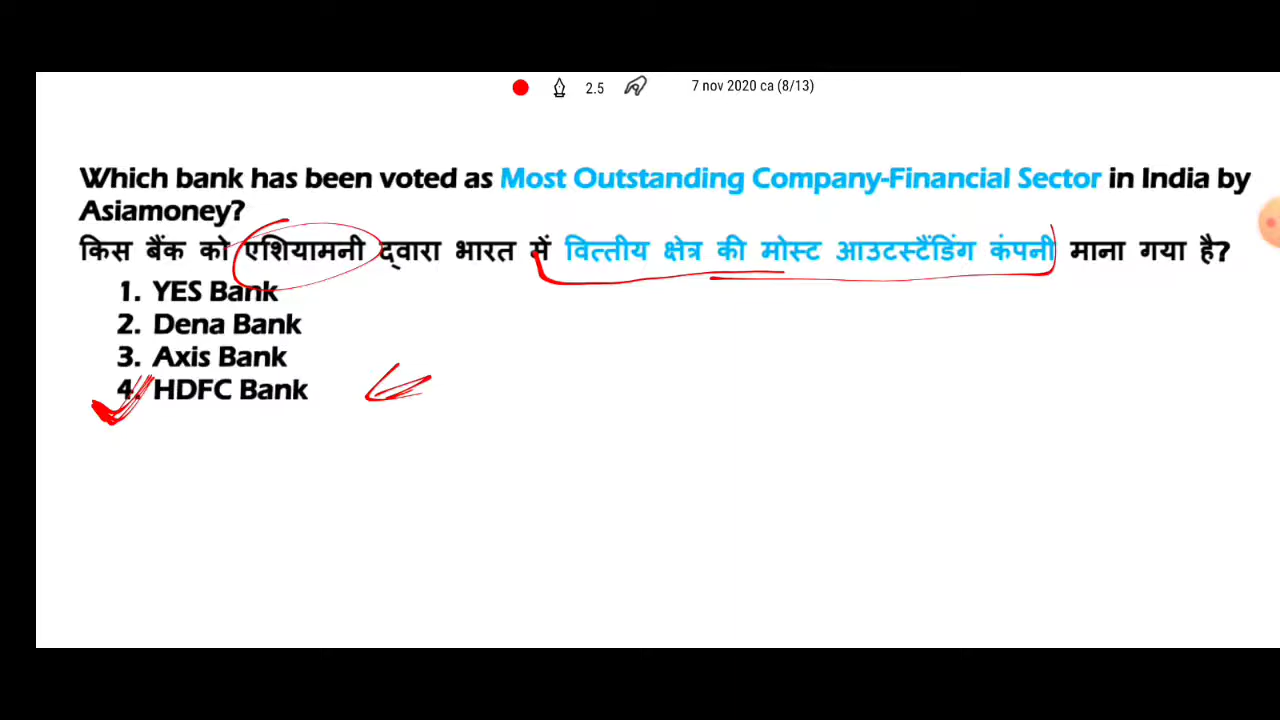 2.5 7 nov 2020 ca (8/13)
Which bank has been voted as Most Outstanding Company-Financial Sector in India by
Asiamoney?
किस बैंक को एशियामनी द्वारा भारत में वित्तीय क्षेत्र की मोस्ट आउटस्टैंडिंग कंपनी माना गया है?
1. YES Bank
2. Dena Bank
3. Axis Bank
4. HDFC Bank